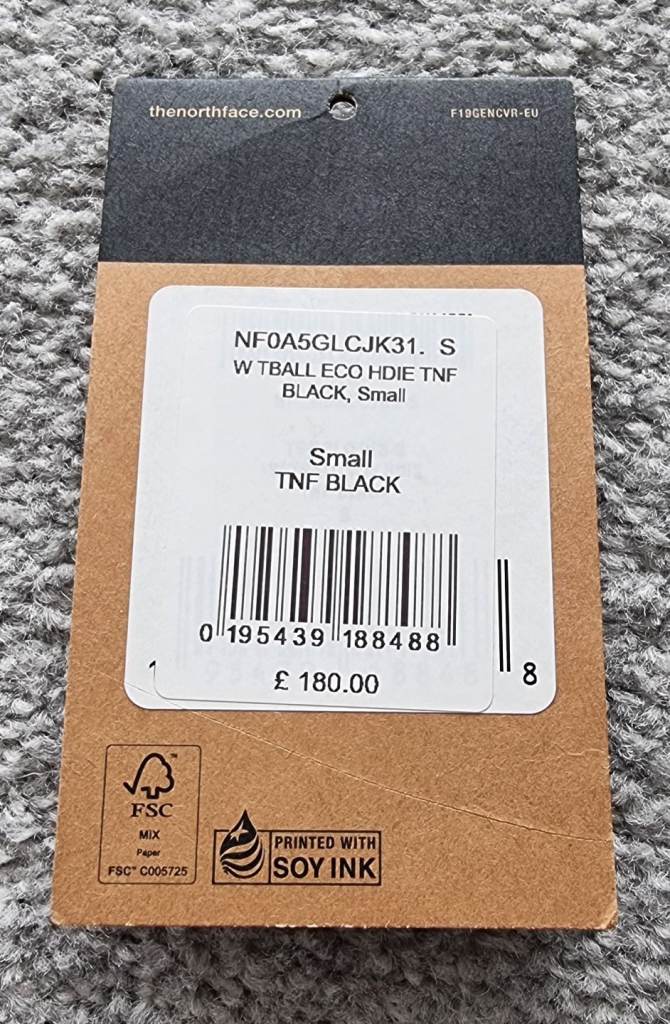 thenorthface.com
F19GENCVR-EU
NF0A5GLCJK31. S
W TBALL ECO HDIE TNF
BLACK, Small
Small
TNF BLACK
0 195439 188488
8
£ 180.00
FSC
MIX
Paper
FSC™ C005725
PRINTED WITH
SOY INK